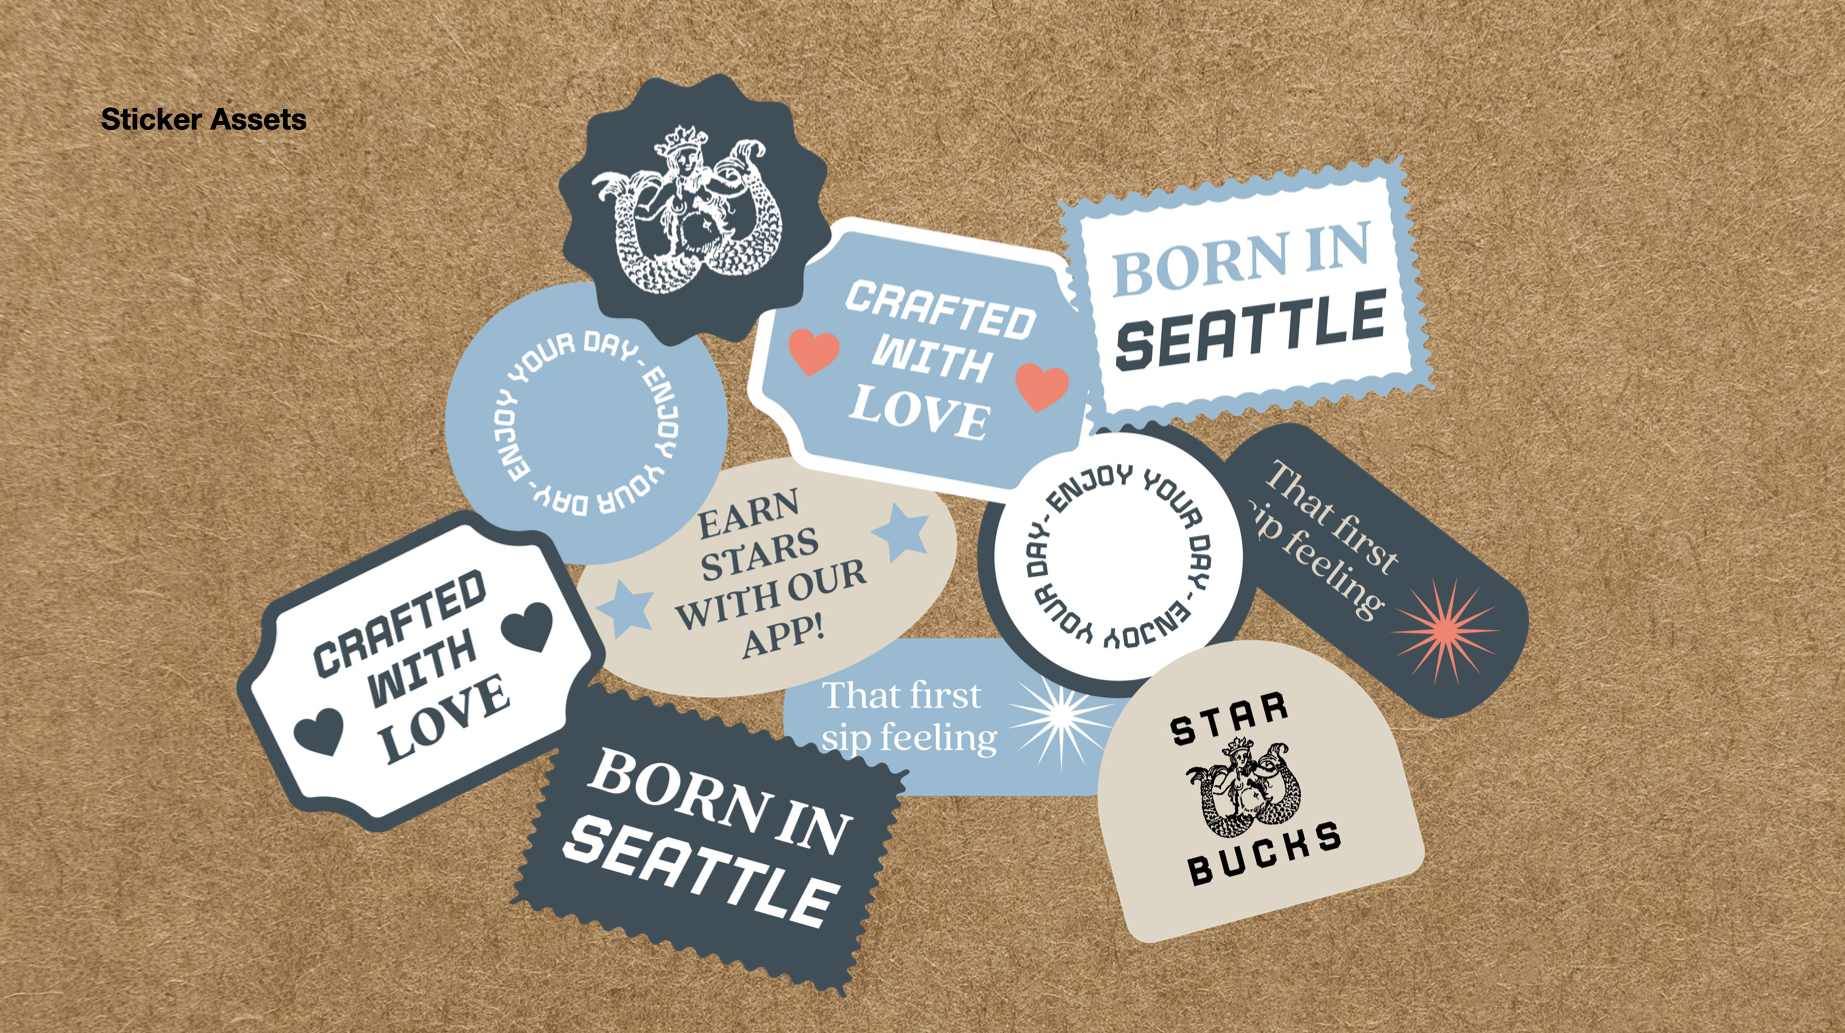 Sticker Assets
CRAFTED
WITH
LOVE
BORN IN
SEATTLE
ENJOY YOUR DAY - ENJOY YOUR DAY -
EARN
STARS
WITH OUR
APP!
ENJOY YOUR DAY - ENJOY YOUR DAY -
That first
sip feeling
CRAFTED
WITH
LOVE
That first
sip feeling
STAR
BUCKS
BORN IN
SEATTLE